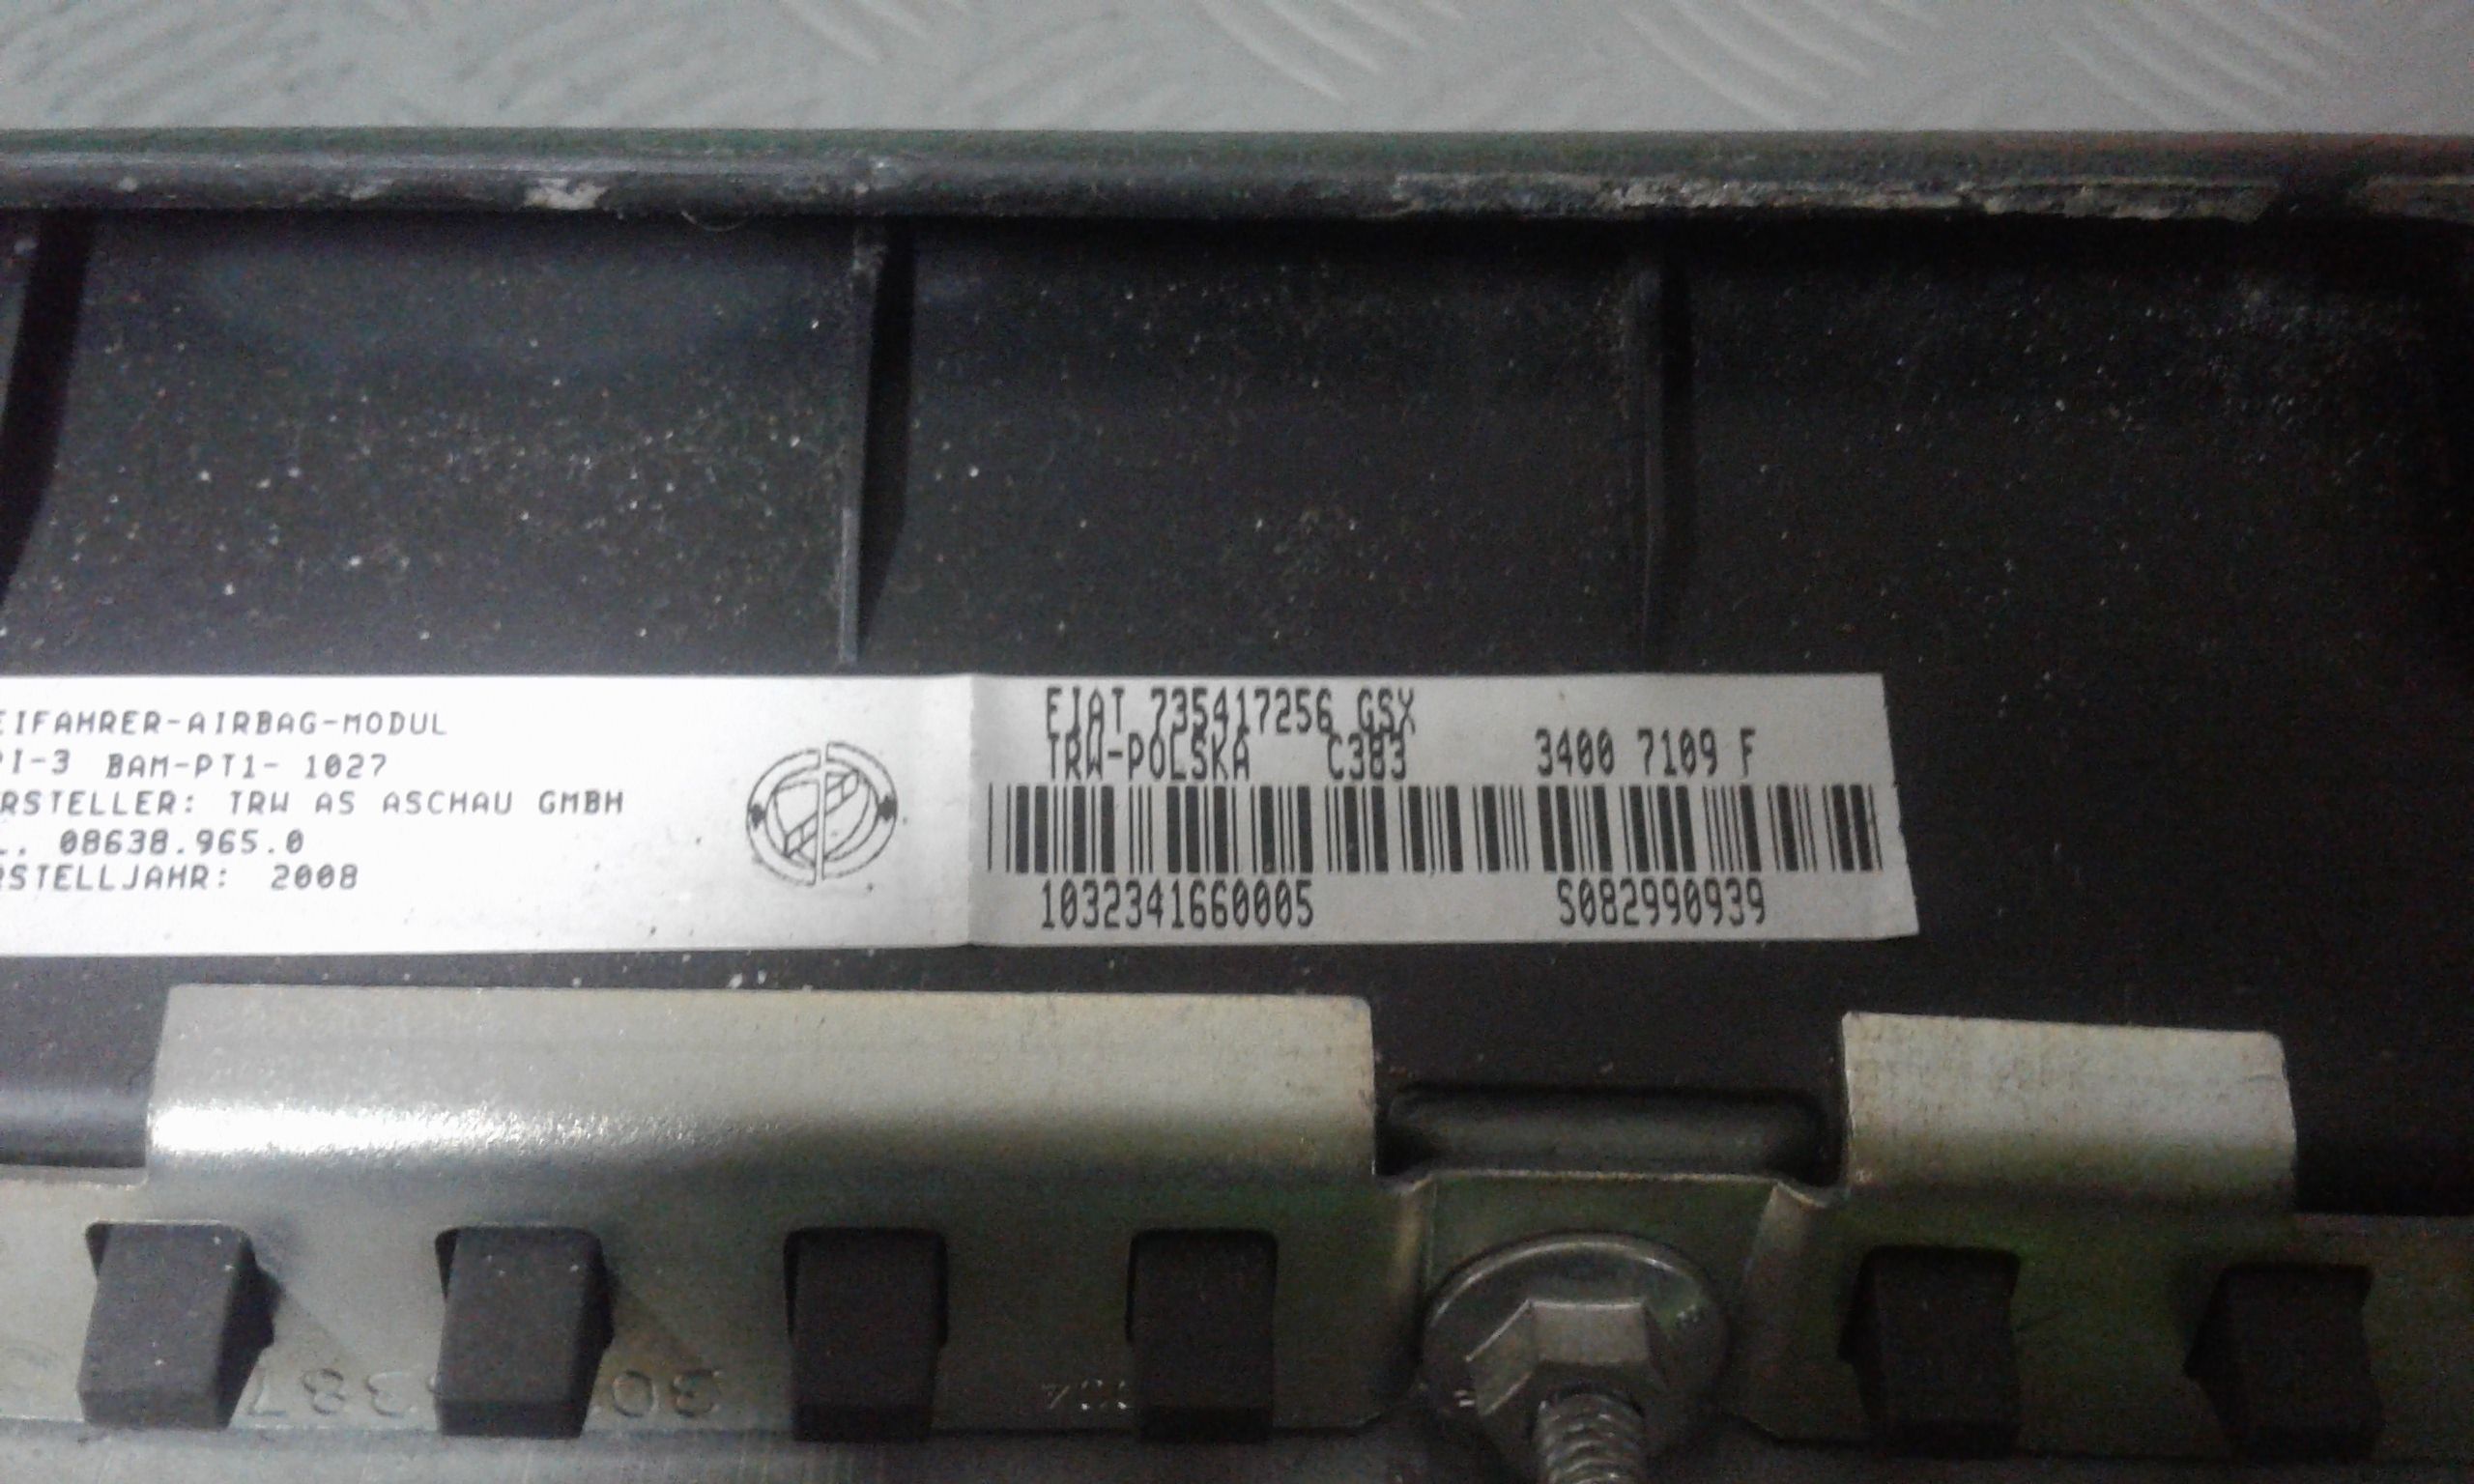 EIFAHRER-AIRBAG-MODUL
PI-3 BAM-PT1- 1027
RSTELLER: TRW AS ASCHAU GMBH
L. 08638.965.0
RSTELLJAHR: 2008
FIAT 735417256 GSX
TRW-POLSKA C383 3400 7109 F
1032341660005 S082990939
30